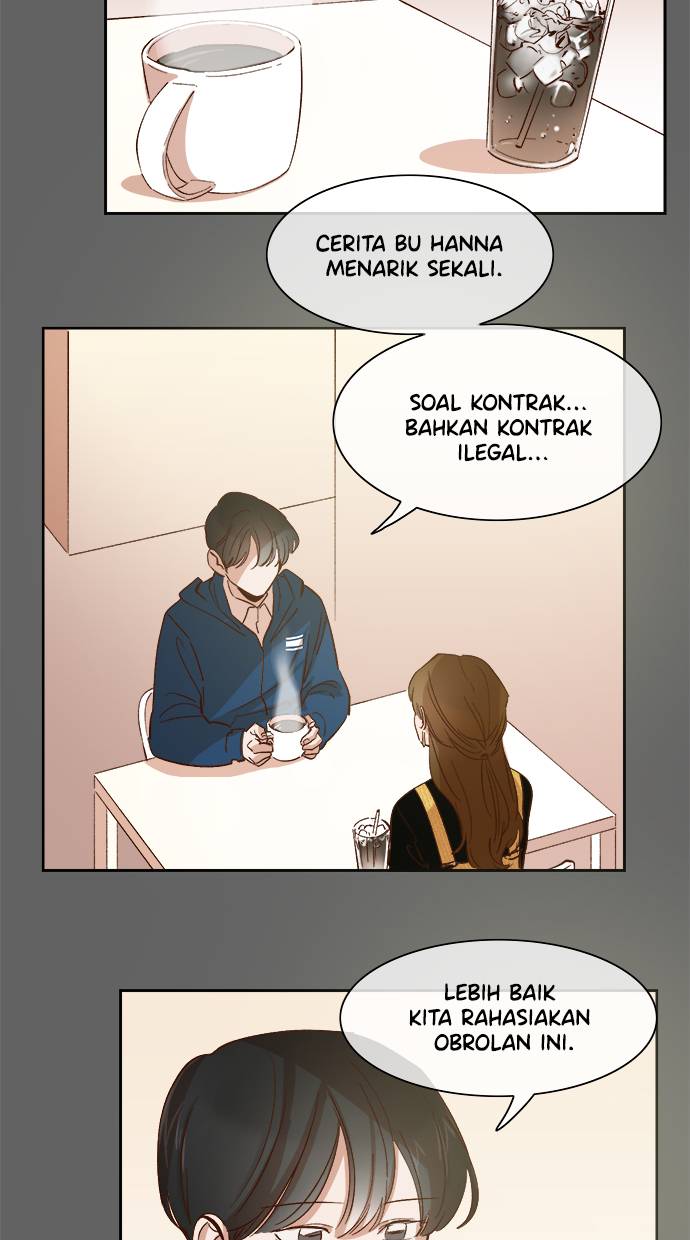 CERITA BU HANNA
MENARIK SEKALI.
SOAL KONTRAK...
BAHKAN KONTRAK
ILEGAL...
LEBIH BAIK
KITA RAHASIAKAN
OBROLAN INI.